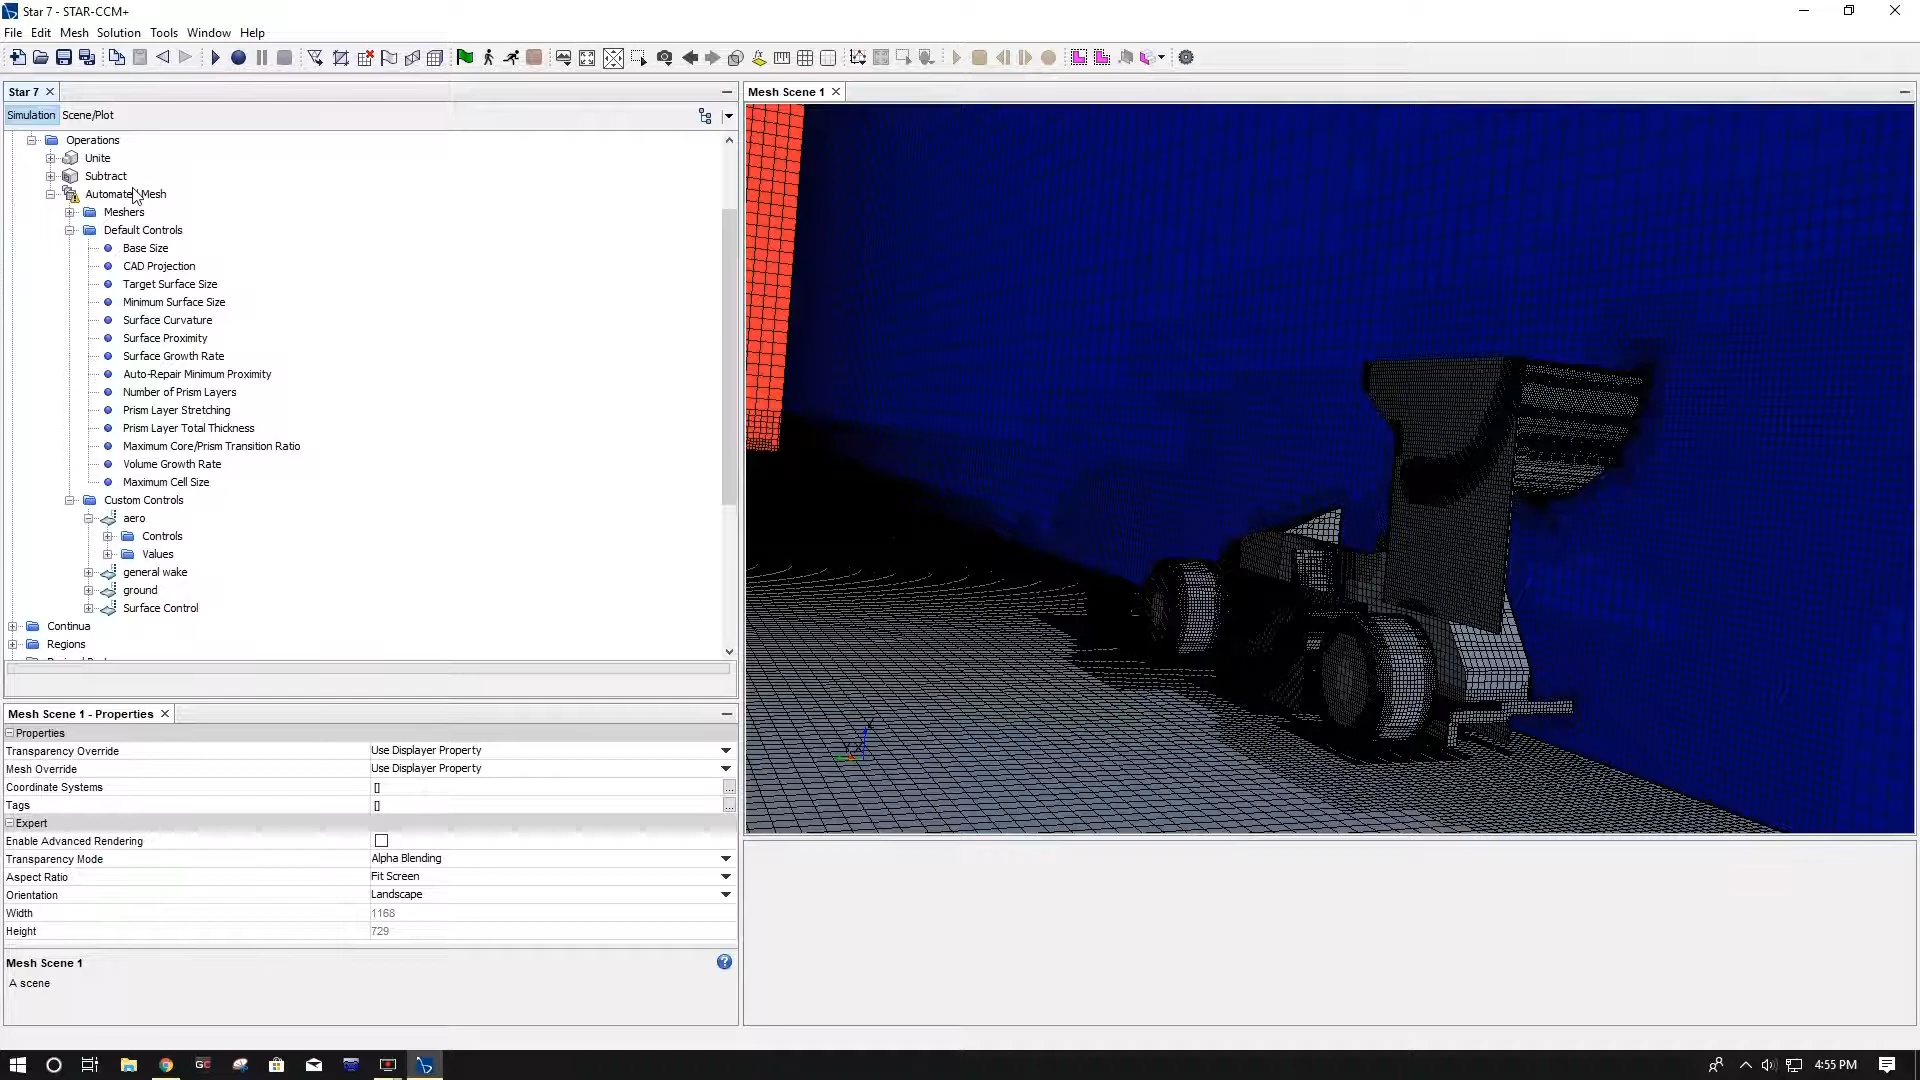 Star 7 - STAR-CCM+
File Edit Mesh Solution Tools Window Help
Star 7
Simulation Scene/Plot
Operations
Unite
Subtract
Automated Mesh
Meshers
Default Controls
Base Size
CAD Projection
Target Surface Size
Minimum Surface Size
Surface Curvature
Surface Proximity
Surface Growth Rate
Auto-Repair Minimum Proximity
Number of Prism Layers
Prism Layer Stretching
Prism Layer Total Thickness
Maximum Core/Prism Transition Ratio
Volume Growth Rate
Maximum Cell Size
Custom Controls
aero
Controls
Values
general wake
ground
Surface Control
Continua
Regions
Mesh Scene 1 - Properties
Properties
Transparency Override Use Displayer Property
Mesh Override Use Displayer Property
Coordinate Systems []
Tags []
Expert
Enable Advanced Rendering
Transparency Mode Alpha Blending
Aspect Ratio Fit Screen
Orientation Landscape
Width 1168
Height 729
Mesh Scene 1
A scene
Mesh Scene 1
GC
4:55 PM